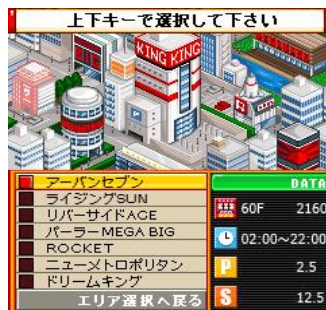 上下キーで選択して下さい
KING KING
アーバンセブン
ライジングSUN
リバーサイドACE
パーラーMEGA BIG
ROCKET
ニューメトロポリタン
ドリームキング
エリア選択へ戻る
DATA
60F 2160
02:00~22:00
P 2.5
S 12.5